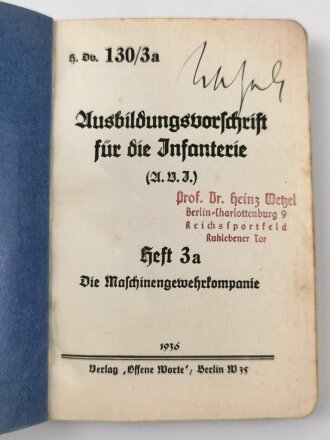 H. Dv. 130/3a
Ausbildungsvorschrift
für die Infanterie
(A. V. I.)
Prof. Dr. Heinz Wetzel
Berlin-Charlottenburg 9
Reichssportfeld
Ruhlebener Tor
Heft 3a
Die Maschinengewehrkompanie
1936
Verlag „Offene Worte“, Berlin W 35